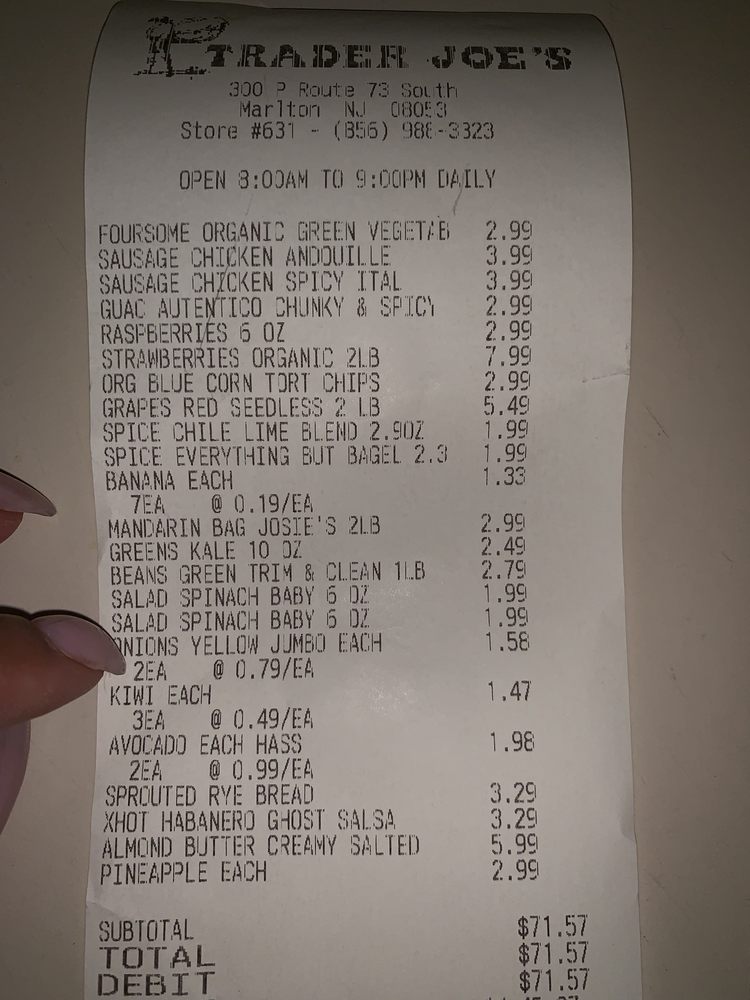 TRADER JOE'S
300 P Route 73 South
Marlton NJ 08053
Store #631 - (856) 988-3323
OPEN 8:00AM TO 9:00PM DAILY
FOURSOME ORGANIC GREEN VEGETAB 2.99
SAUSAGE CHICKEN ANDOUILLE 3.99
SAUSAGE CHICKEN SPICY ITAL 3.99
GUAC AUTENTICO CHUNKY & SPICY 2.99
RASPBERRIES 6 OZ 2.99
STRAWBERRIES ORGANIC 2LB 7.99
ORG BLUE CORN TORT CHIPS 2.99
GRAPES RED SEEDLESS 2 LB 5.49
SPICE CHILE LIME BLEND 2.9OZ 1.99
SPICE EVERYTHING BUT BAGEL 2.3 1.99
BANANA EACH 1.33
7EA @ 0.19/EA
MANDARIN BAG JOSIE'S 2LB 2.99
GREENS KALE 10 OZ 2.49
BEANS GREEN TRIM & CLEAN 1LB 2.79
SALAD SPINACH BABY 6 OZ 1.99
SALAD SPINACH BABY 6 OZ 1.99
ONIONS YELLOW JUMBO EACH 1.58
2EA @ 0.79/EA
KIWI EACH 1.47
3EA @ 0.49/EA
AVOCADO EACH HASS 1.98
2EA @ 0.99/EA
SPROUTED RYE BREAD 3.29
XHOT HABANERO GHOST SALSA 3.29
ALMOND BUTTER CREAMY SALTED 5.99
PINEAPPLE EACH 2.99
SUBTOTAL $71.57
TOTAL $71.57
DEBIT $71.57